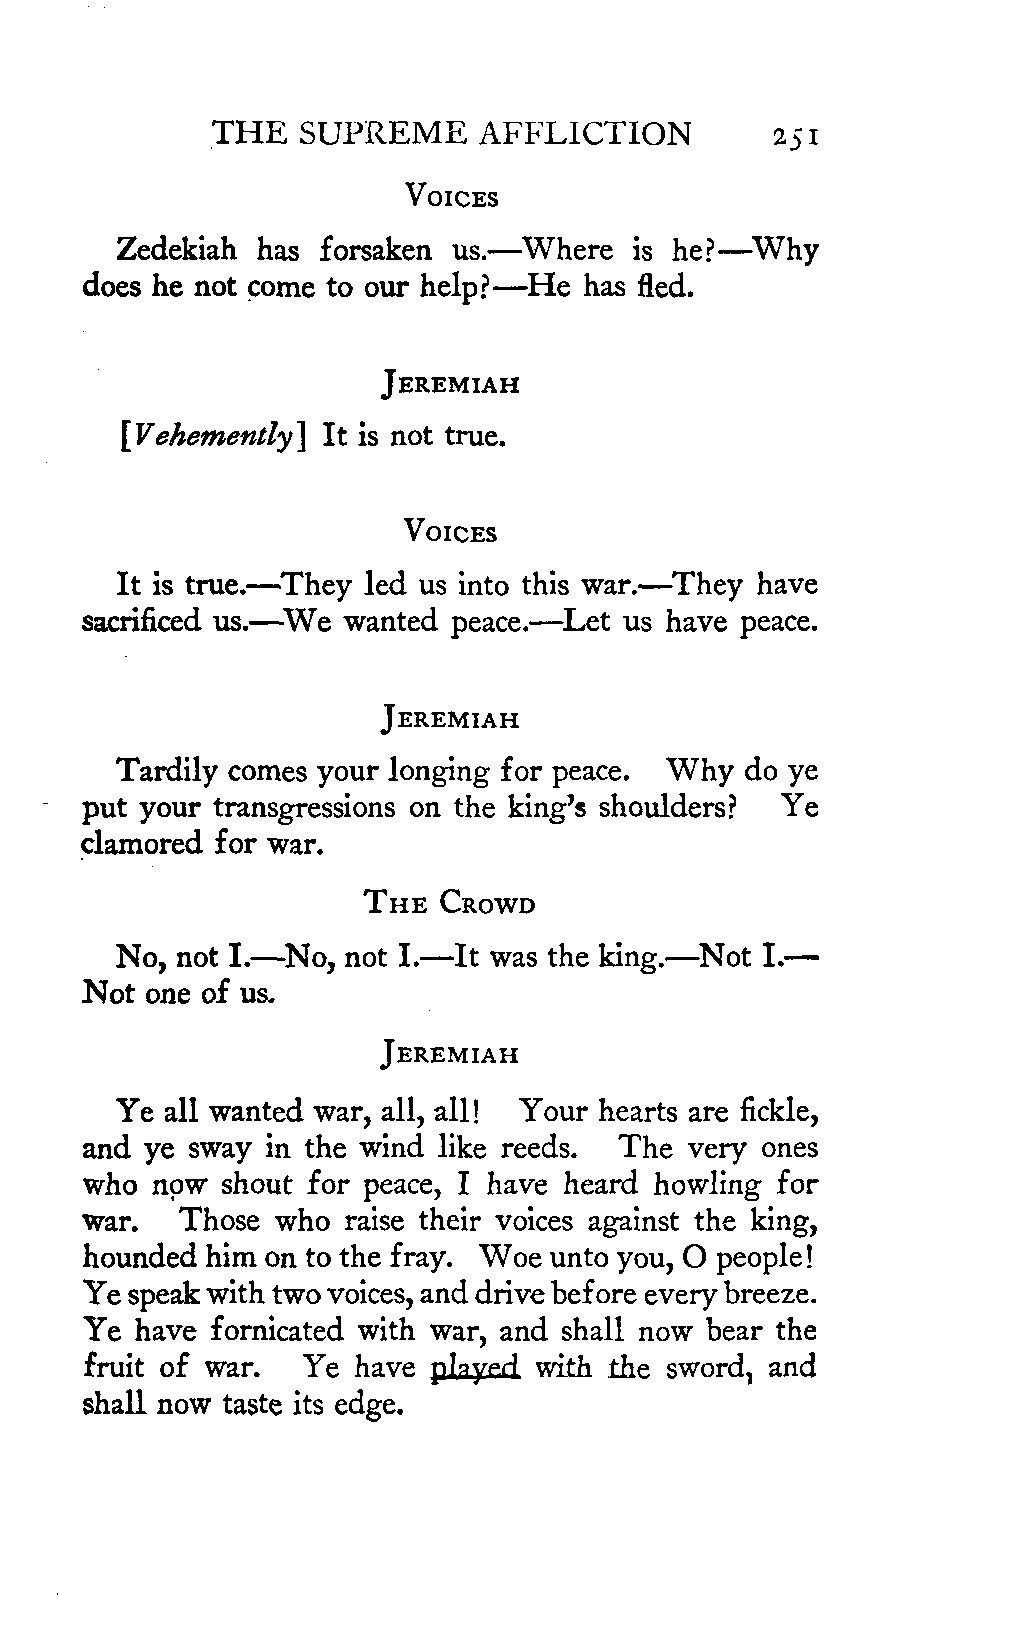 THE SUPREME AFFLICTION 251
VOICES
Zedekiah has forsaken us.—Where is he?—Why
does he not come to our help?—He has fled.
JEREMIAH
[Vehemently] It is not true.
VOICES
It is true.—They led us into this war.—They have
sacrificed us.—We wanted peace.—Let us have peace.
JEREMIAH
Tardily comes your longing for peace. Why do ye
put your transgressions on the king's shoulders? Ye
clamored for war.
THE CROWD
No, not I.—No, not I.—It was the king.—Not I.—
Not one of us.
JEREMIAH
Ye all wanted war, all, all! Your hearts are fickle,
and ye sway in the wind like reeds. The very ones
who now shout for peace, I have heard howling for
war. Those who raise their voices against the king,
hounded him on to the fray. Woe unto you, O people!
Ye speak with two voices, and drive before every breeze.
Ye have fornicated with war, and shall now bear the
fruit of war. Ye have played with the sword, and
shall now taste its edge.